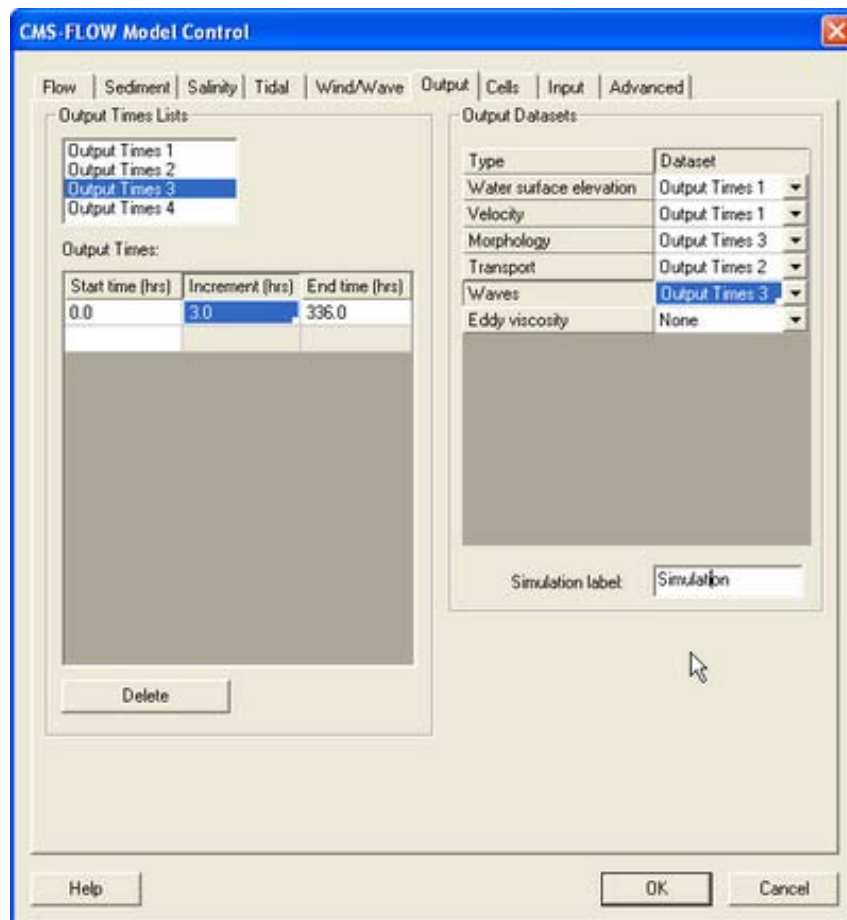 CMS-FLOW Model Control
Flow Sediment Salinity Tidal Wind/Wave Output Cells Input Advanced
Output Times Lists
Output Times 1
Output Times 2
Output Times 3
Output Times 4
Output Times:
Start time (hrs) Increment (hrs) End time (hrs)
0.0 3.0 336.0
Delete
Output Datasets
Type Dataset
Water surface elevation Output Times 1
Velocity Output Times 1
Morphology Output Times 3
Transport Output Times 2
Waves Output Times 3
Eddy viscosity None
Simulation label: Simulation
Help OK Cancel